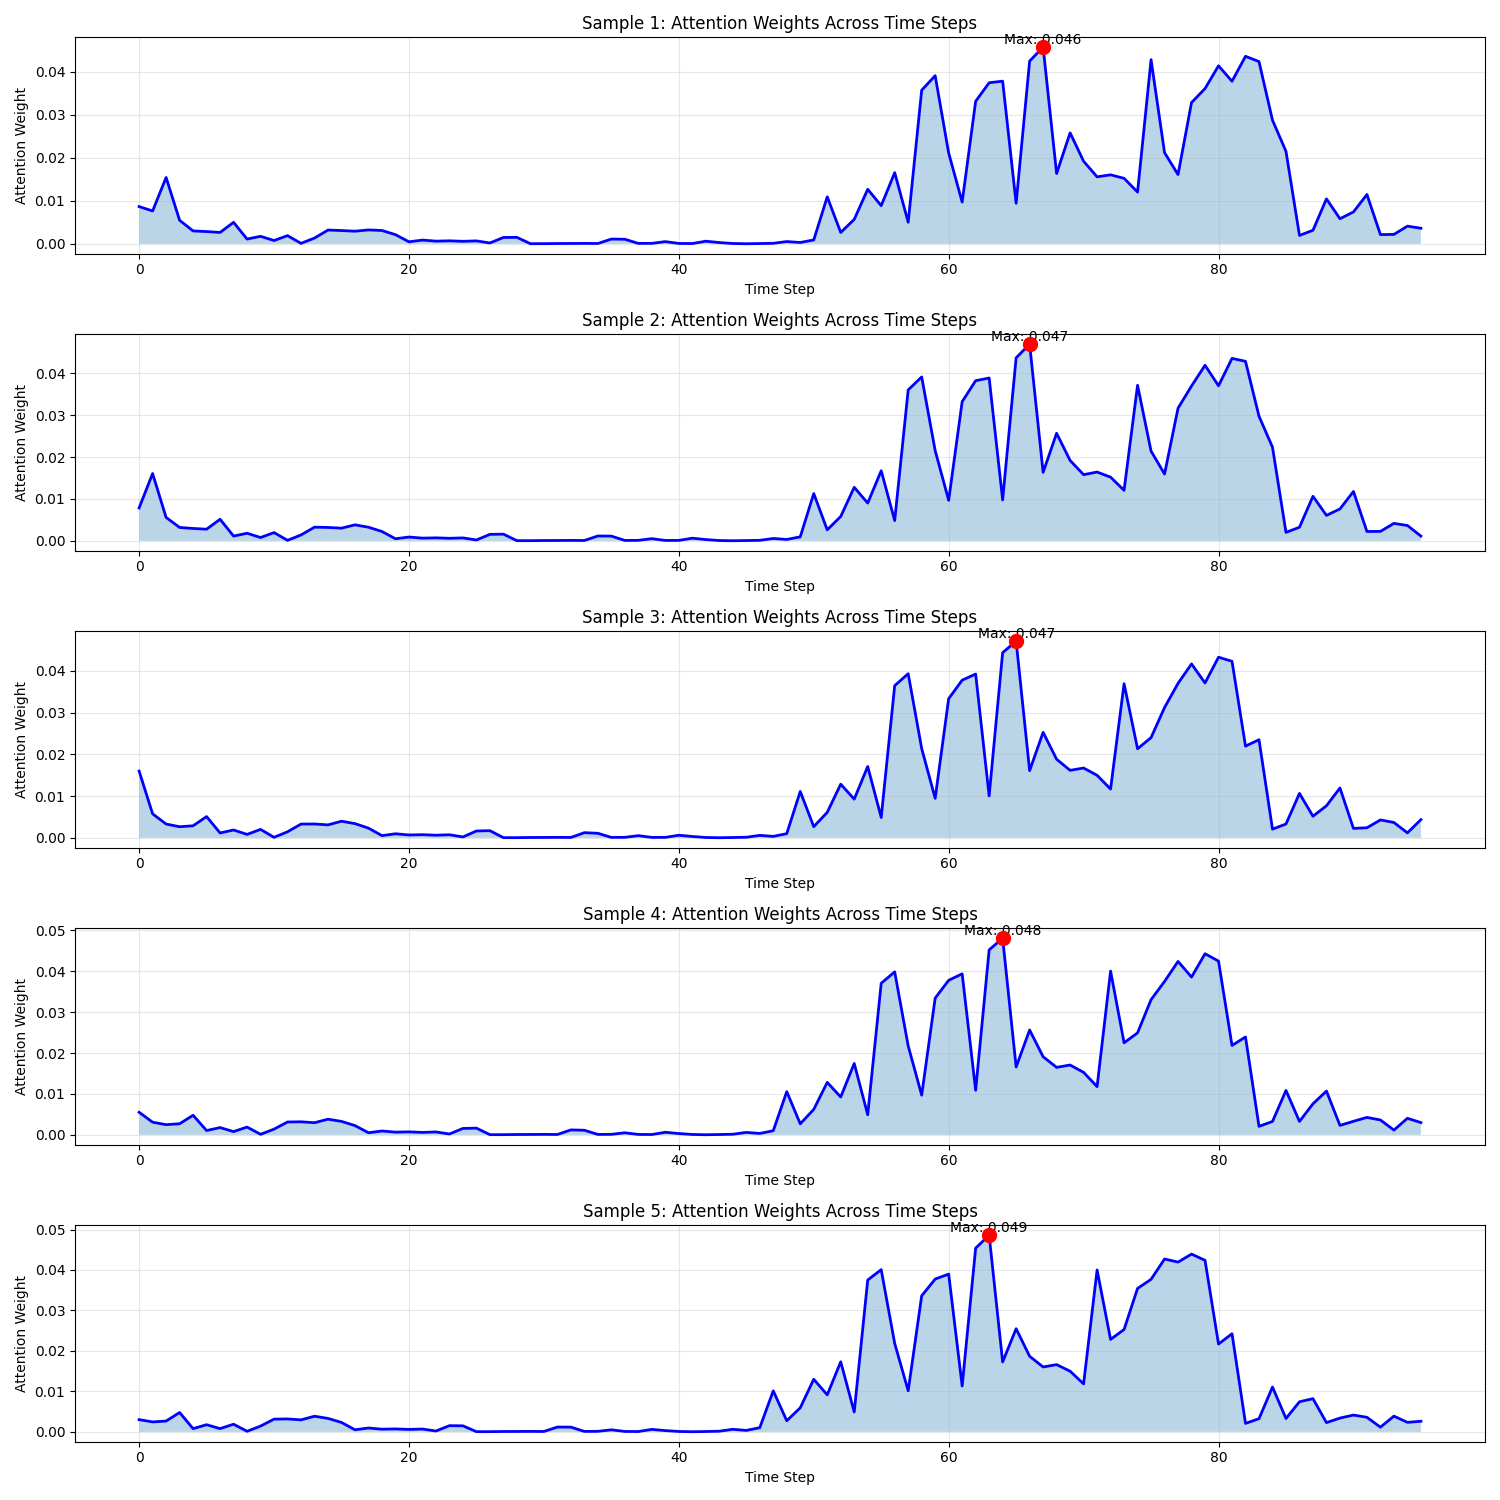 Sample 1: Attention Weights Across Time Steps
Max: 0.046
0.04
0.03
0.02
0.01
0.00
Attention Weight
0 20 40 60 80
Time Step
Sample 2: Attention Weights Across Time Steps
Max: 0.047
0.04
0.03
0.02
0.01
0.00
Attention Weight
0 20 40 60 80
Time Step
Sample 3: Attention Weights Across Time Steps
Max: 0.047
0.04
0.03
0.02
0.01
0.00
Attention Weight
0 20 40 60 80
Time Step
Sample 4: Attention Weights Across Time Steps
Max: 0.048
0.05
0.04
0.03
0.02
0.01
0.00
Attention Weight
0 20 40 60 80
Time Step
Sample 5: Attention Weights Across Time Steps
Max: 0.049
0.05
0.04
0.03
0.02
0.01
0.00
Attention Weight
0 20 40 60 80
Time Step